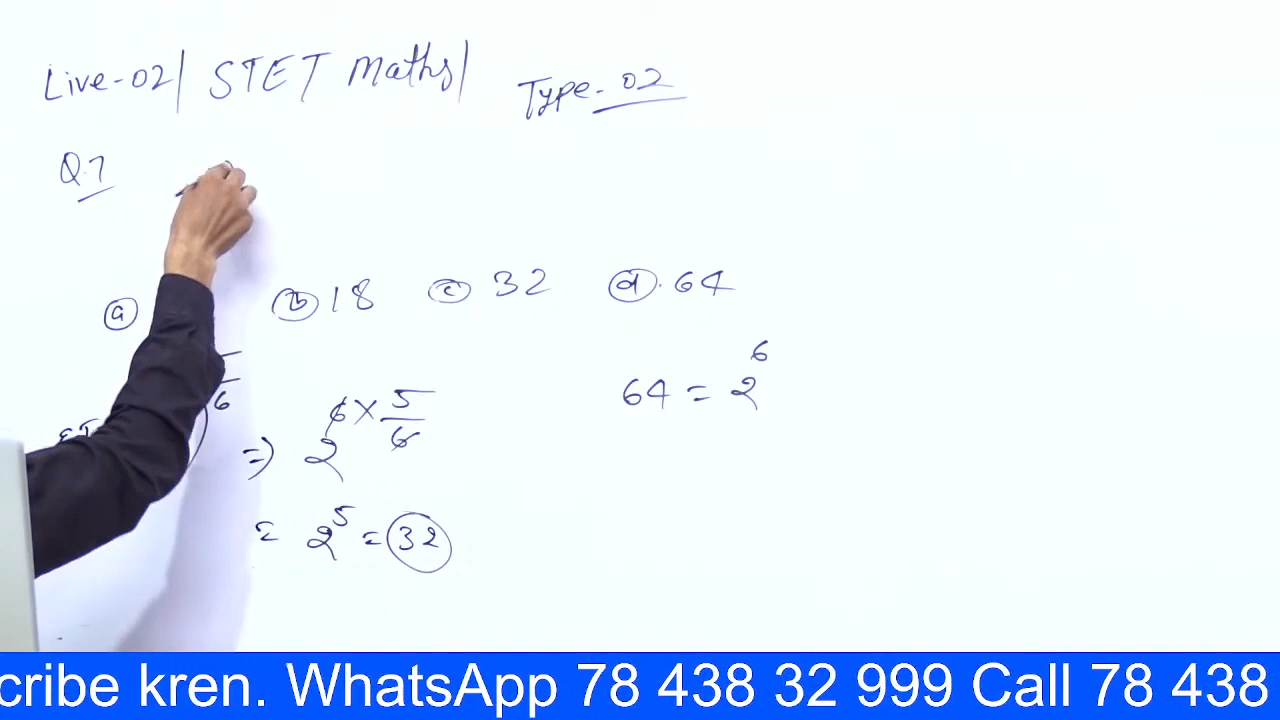 Live-02| STET Maths| Type-02
Q.7
(a) (b) 18 (c) 32 (d) 64
6
64 = 2^6
=) 2^{6 × 5/6}
= 2^5 = 32
cribe kren. WhatsApp 78 438 32 999 Call 78 438